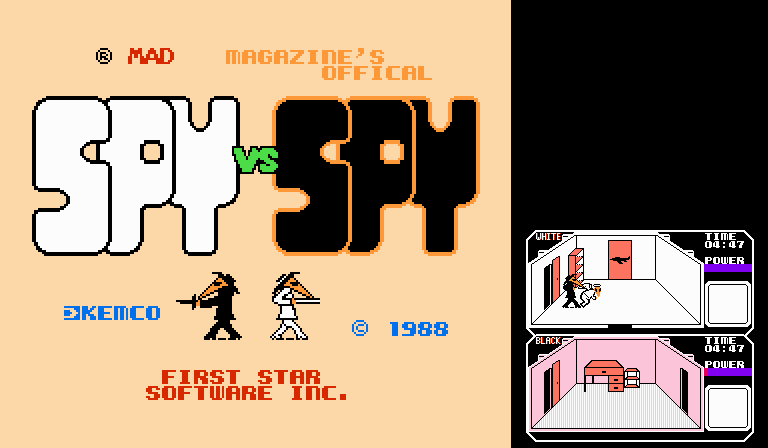 ® MAD MAGAZINE'S
OFFICAL
SPY vs SPY
KEMCO
© 1988
FIRST STAR
SOFTWARE INC.
WHITE
TIME
04:47
POWER
BLACK
TIME
04:47
POWER